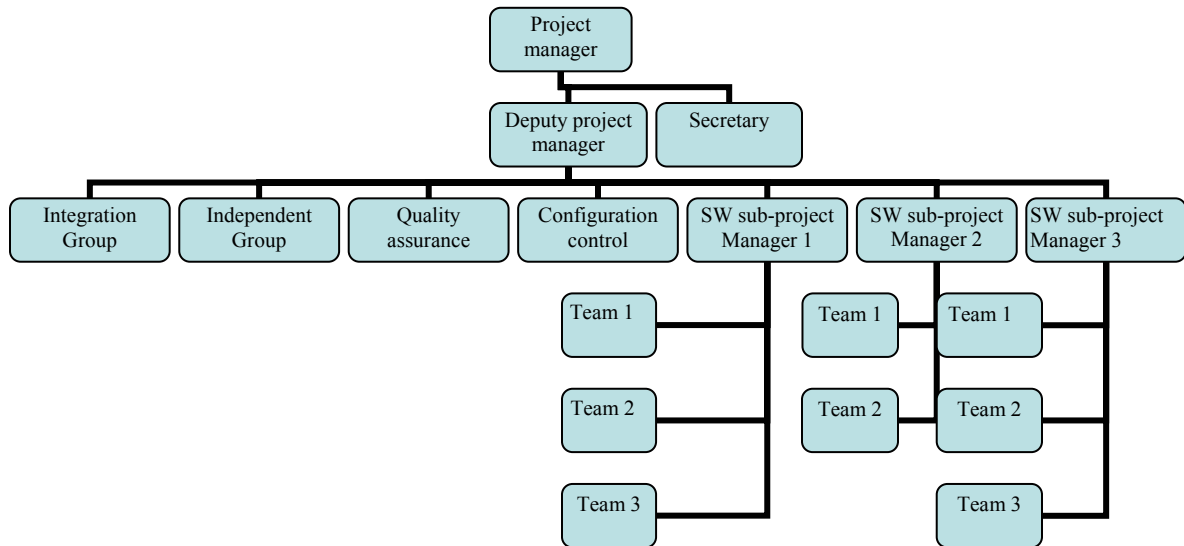 Project
manager
Deputy project
manager
Secretary
Integration
Group
Independent
Group
Quality
assurance
Configuration
control
SW sub-project
Manager 1
SW sub-project
Manager 2
SW sub-project
Manager 3
Team 1
Team 2
Team 3
Team 1
Team 2
Team 1
Team 2
Team 3